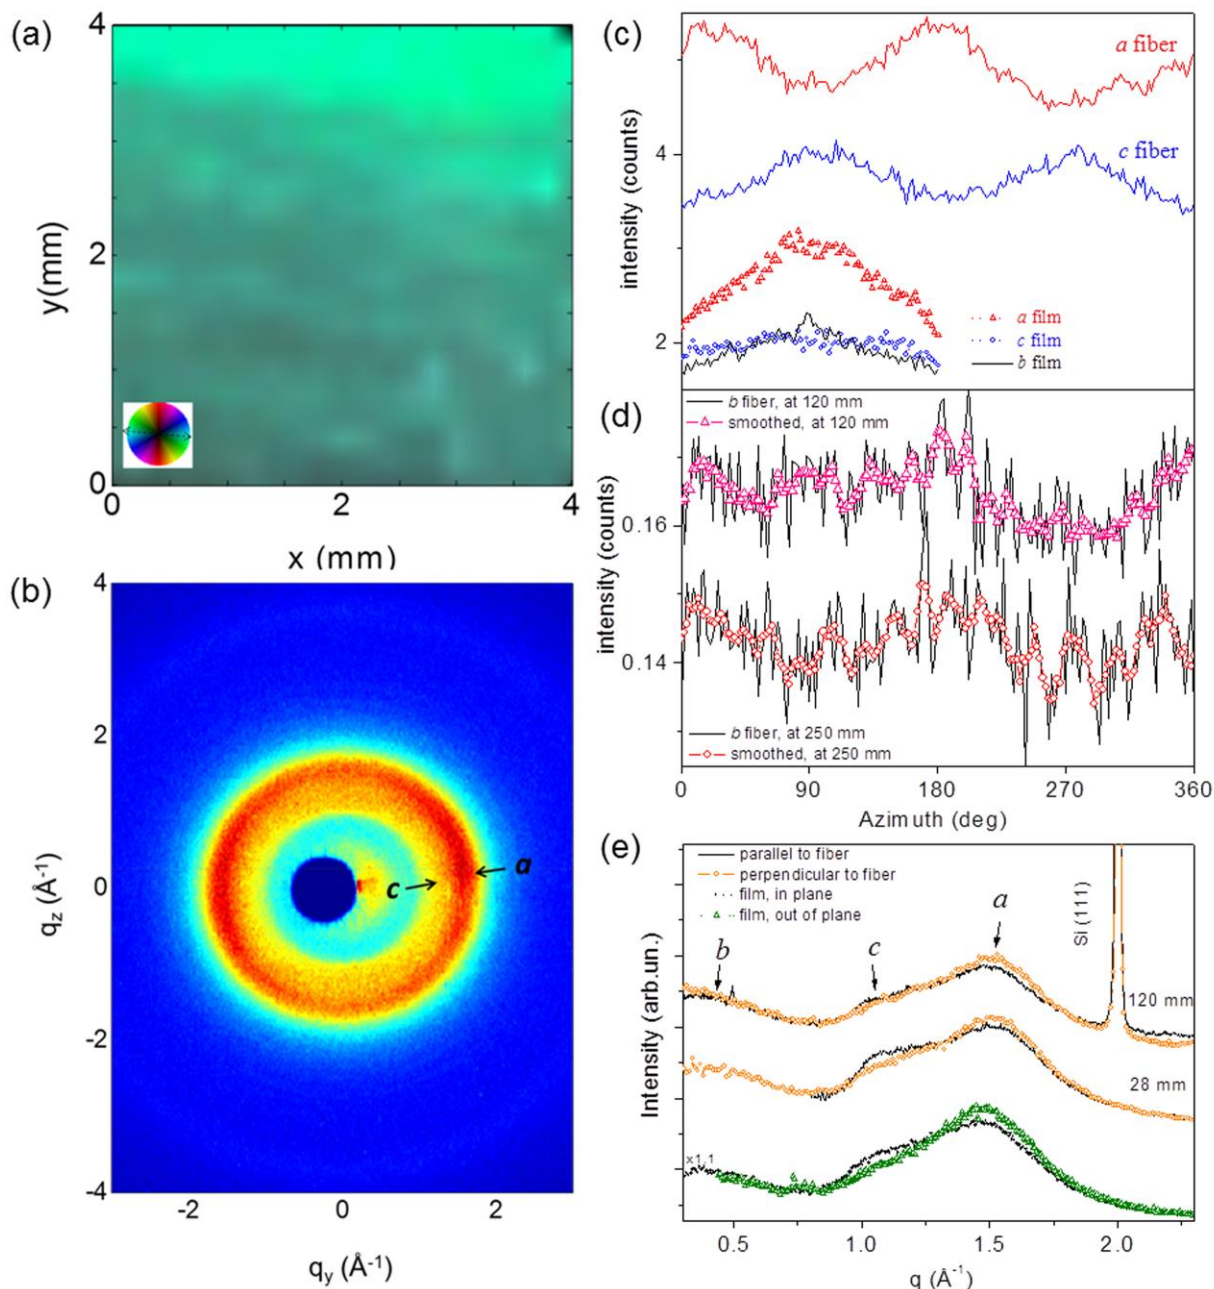 (a)
4
2
0
y(mm)
0
2
4
x (mm)
(b)
4
2
0
-2
-4
q_z (Å⁻¹)
-2
0
2
q_y (Å⁻¹)
a
c
(c)
4
2
intensity (counts)
a fiber
c fiber
a film
c film
b film
(d)
b fiber, at 120 mm
smoothed, at 120 mm
0.16
0.14
intensity (counts)
b fiber, at 250 mm
smoothed, at 250 mm
0
90
180
270
360
Azimuth (deg)
(e)
parallel to fiber
perpendicular to fiber
film, in plane
film, out of plane
a
b
c
Si (111)
120 mm
28 mm
x1,1
Intensity (arb.un.)
0.5
1.0
1.5
2.0
q (Å⁻¹)